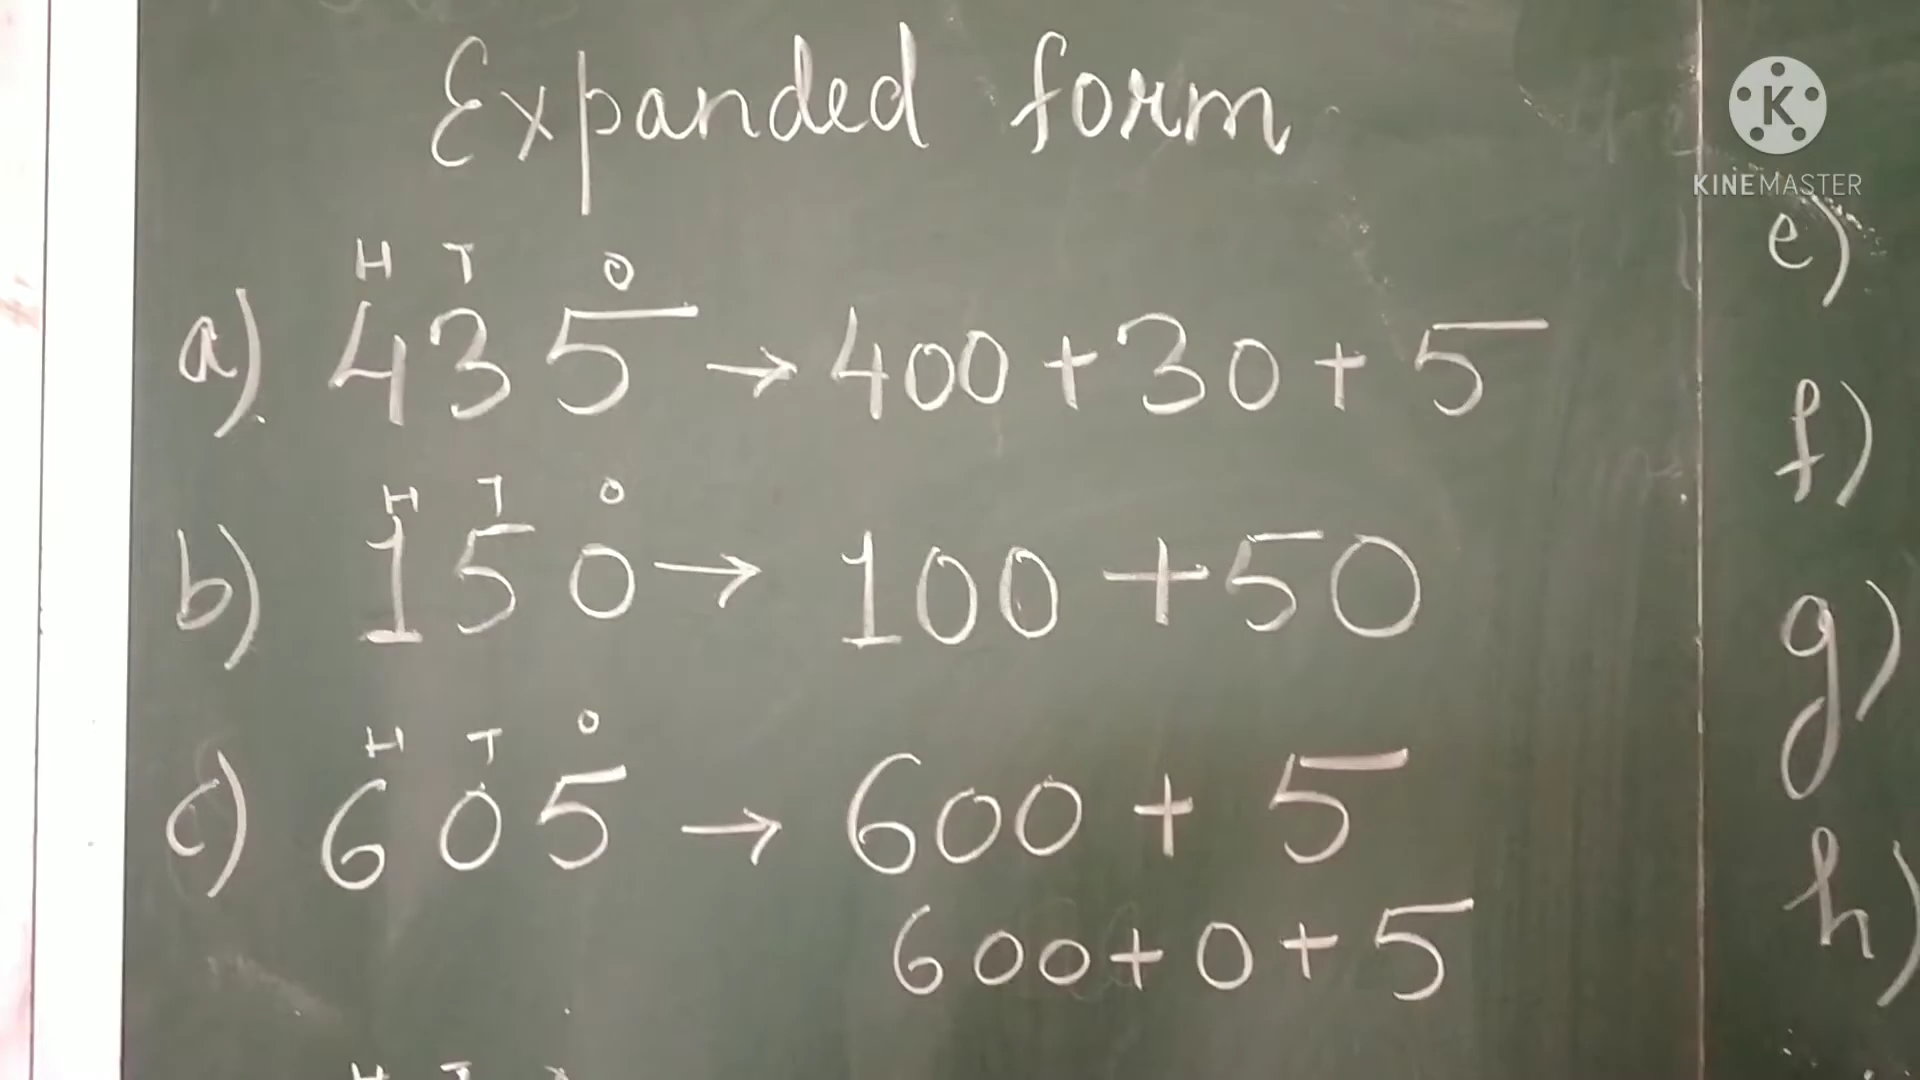 Expanded form
H T O
a) 435 → 400 + 30 + 5
H T O
b) 150 → 100 + 50
H T O
c) 605 → 600 + 5
600 + 0 + 5
H T
K
KINEMASTER
e)
f)
g)
h)